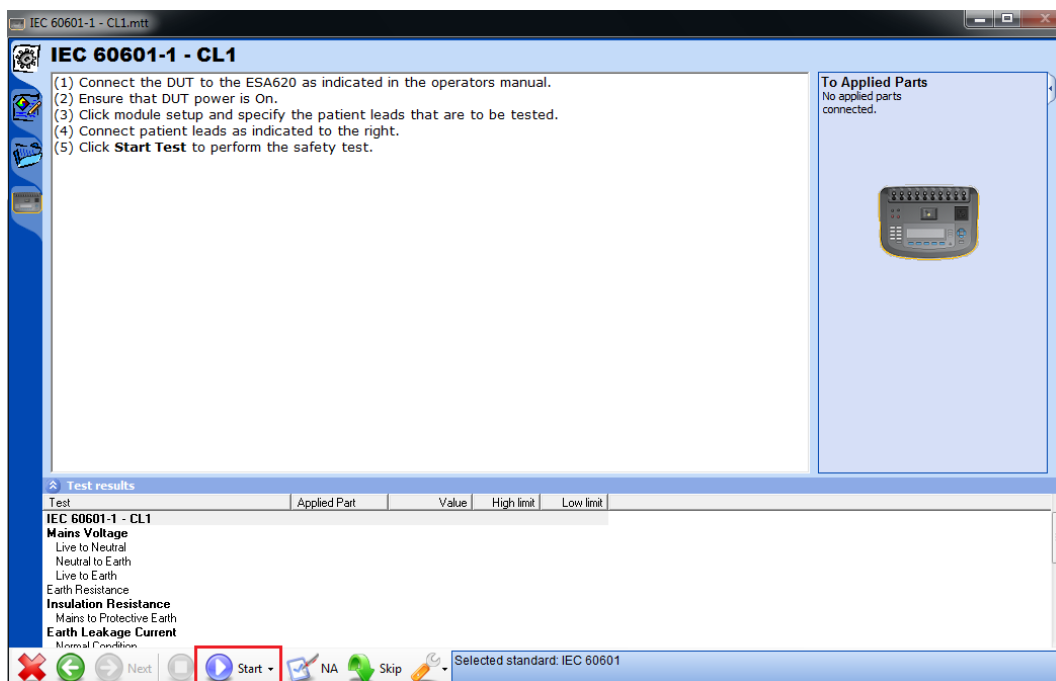 IEC 60601-1 - CL1.mtt
IEC 60601-1 - CL1
(1) Connect the DUT to the ESA620 as indicated in the operators manual.
(2) Ensure that DUT power is On.
(3) Click module setup and specify the patient leads that are to be tested.
(4) Connect patient leads as indicated to the right.
(5) Click Start Test to perform the safety test.
To Applied Parts
No applied parts
connected.
Test results
Test Applied Part Value High limit Low limit
IEC 60601-1 - CL1
Mains Voltage
Live to Neutral
Neutral to Earth
Live to Earth
Earth Resistance
Insulation Resistance
Mains to Protective Earth
Earth Leakage Current
Normal Condition
Next Start NA Skip Selected standard: IEC 60601